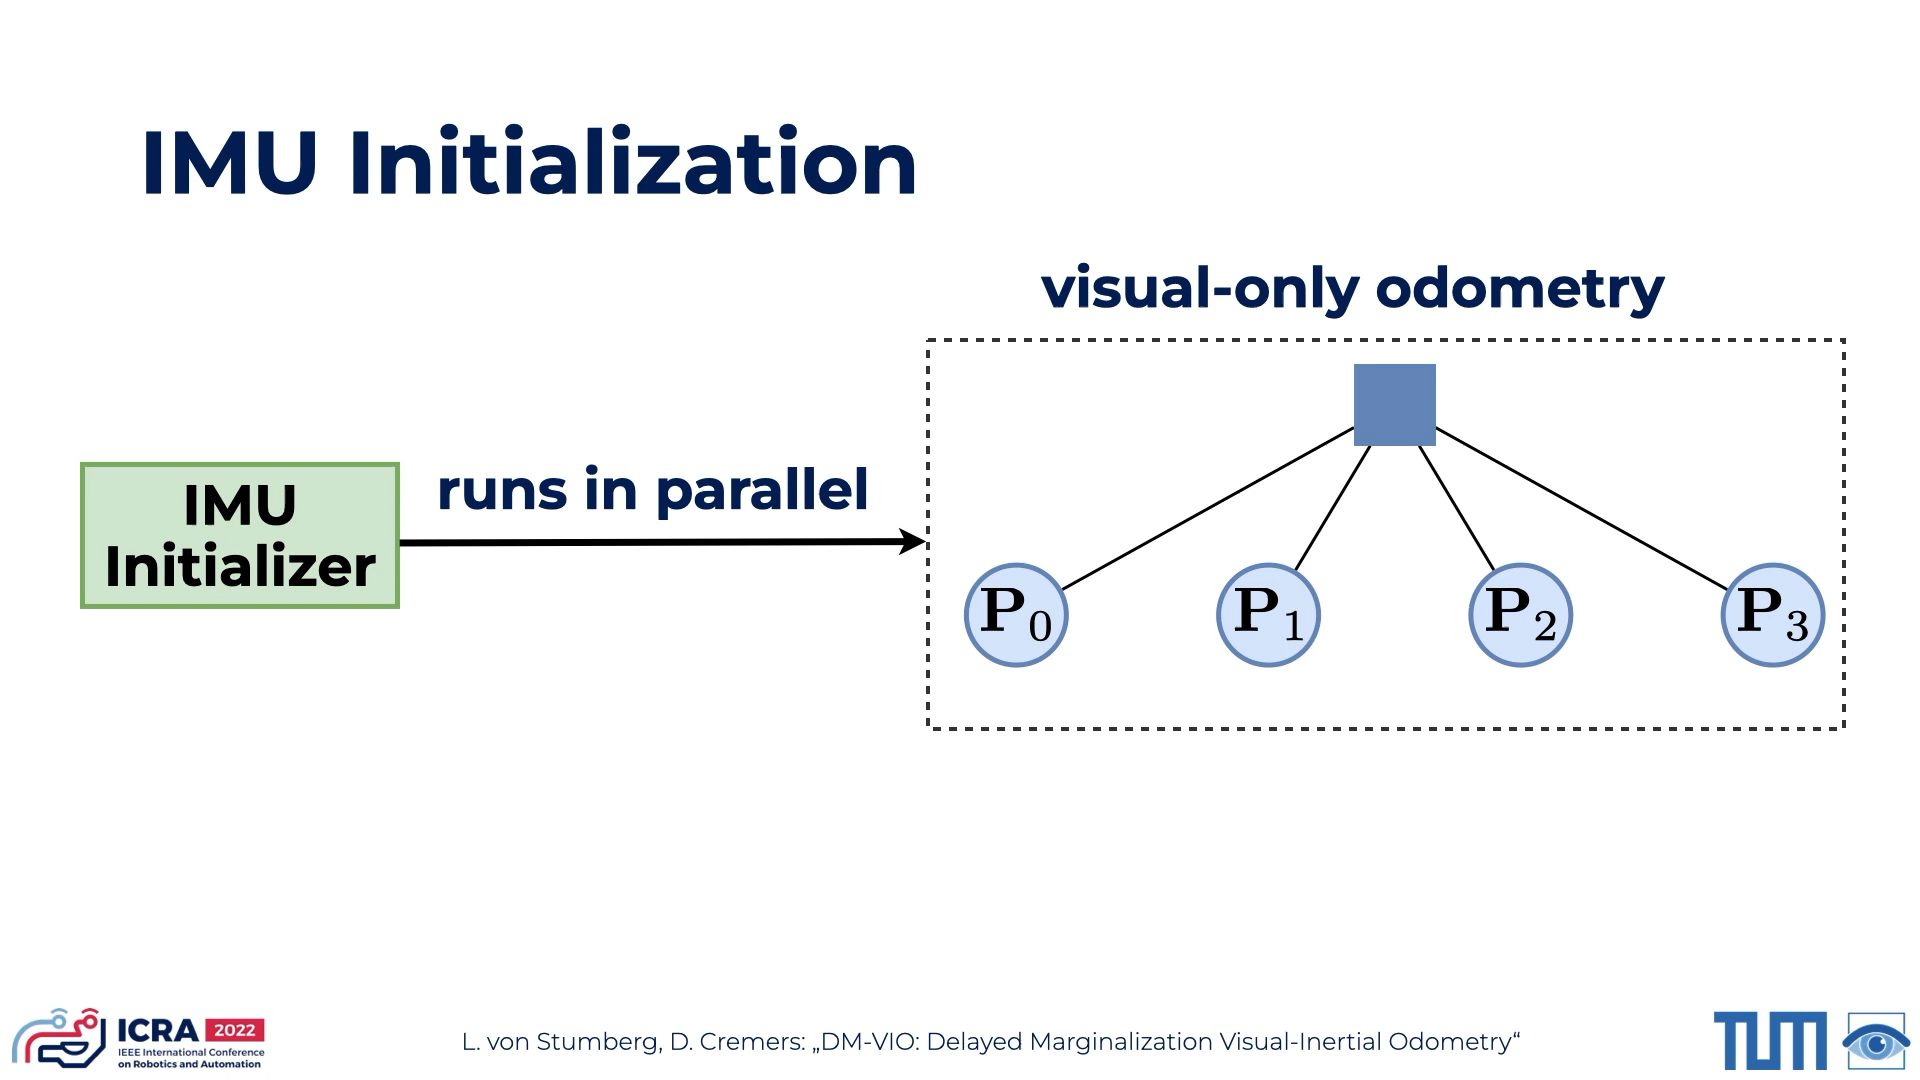 IMU Initialization
visual-only odometry
runs in parallel
IMU
Initializer
P0
P1
P2
P3
ICRA 2022
IEEE International Conference
on Robotics and Automation
L. von Stumberg, D. Cremers: „DM-VIO: Delayed Marginalization Visual-Inertial Odometry“
TUM